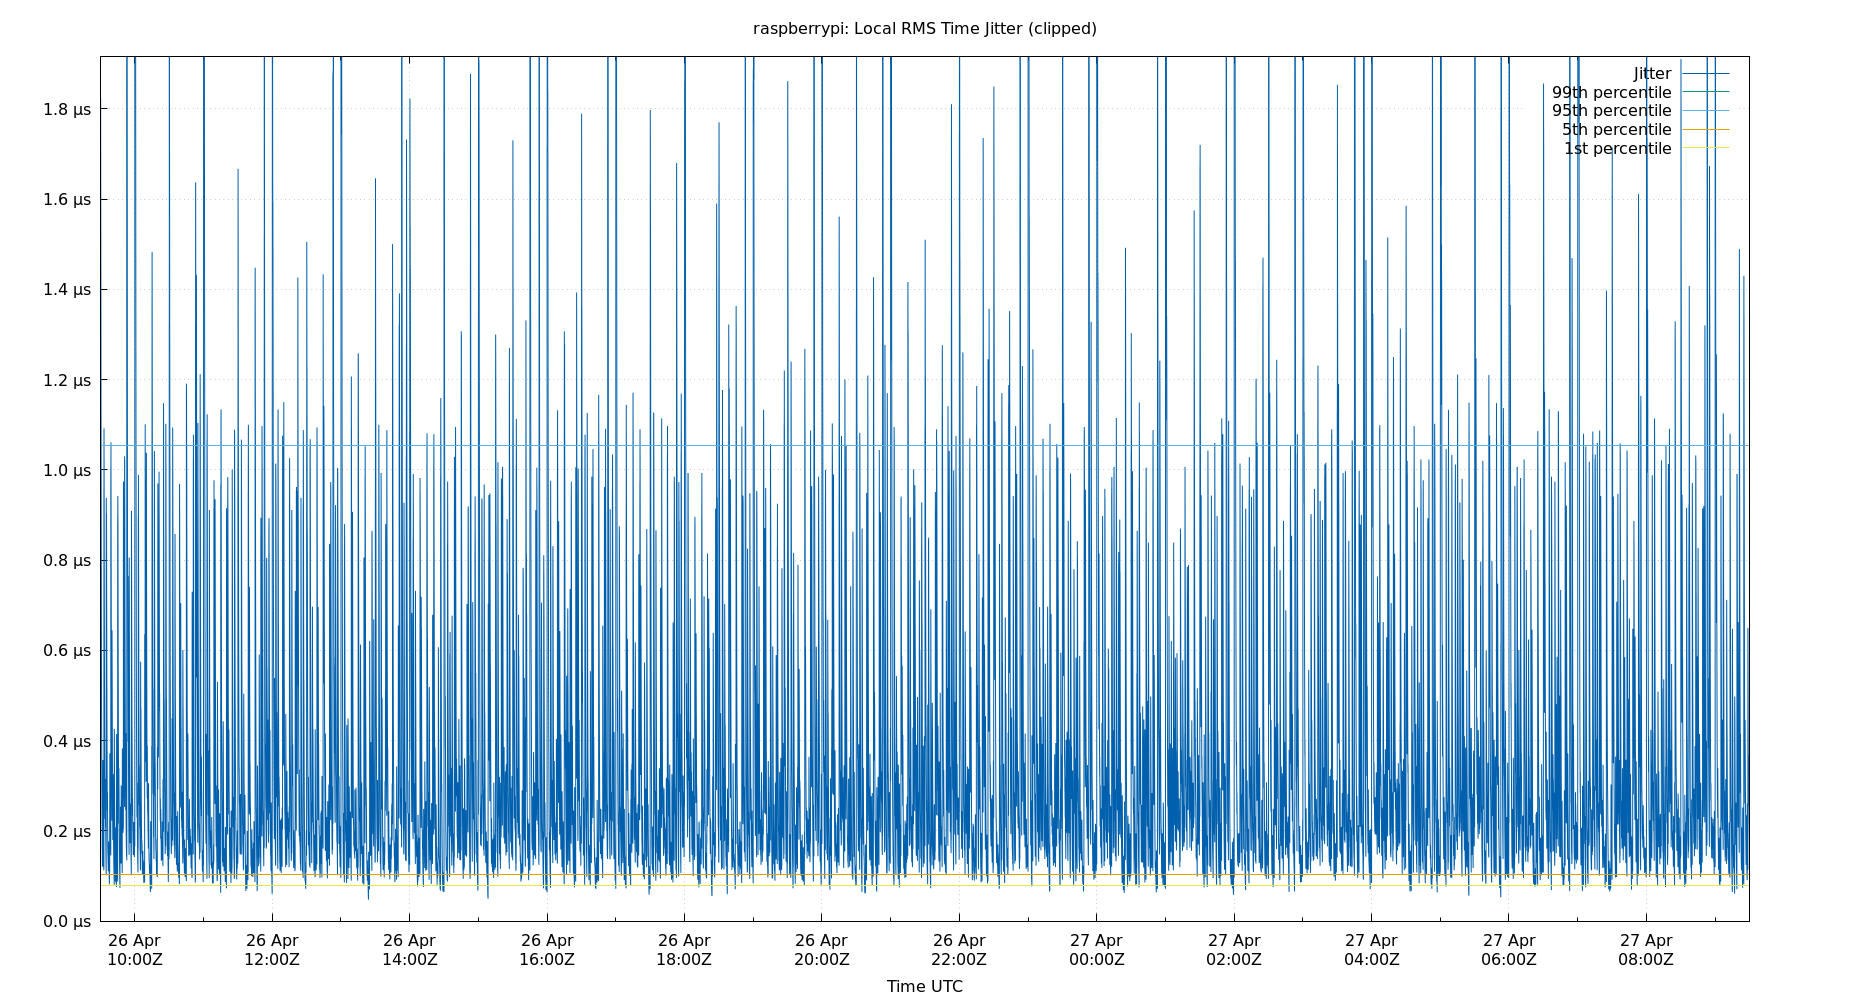 raspberrypi: Local RMS Time Jitter (clipped)
Jitter
99th percentile
95th percentile
5th percentile
1st percentile
1.8 μs
1.6 μs
1.4 μs
1.2 μs
1.0 μs
0.8 μs
0.6 μs
0.4 μs
0.2 μs
0.0 μs
26 Apr 26 Apr 26 Apr 26 Apr 26 Apr 26 Apr 26 Apr 27 Apr 27 Apr 27 Apr 27 Apr 27 Apr
10:00Z 12:00Z 14:00Z 16:00Z 18:00Z 20:00Z 22:00Z 00:00Z 02:00Z 04:00Z 06:00Z 08:00Z
Time UTC